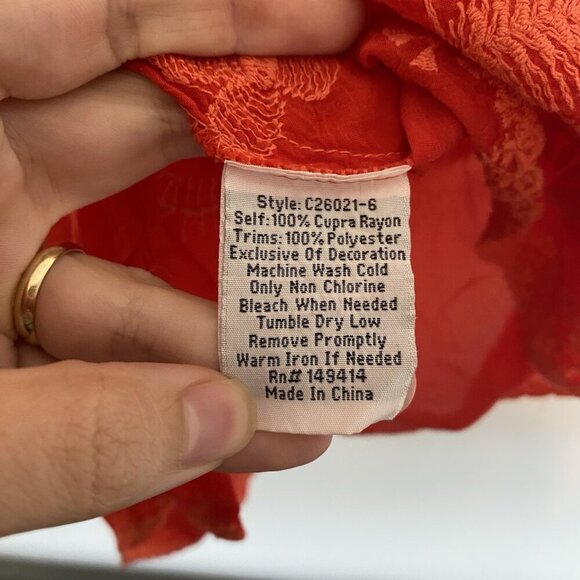 Style: C26021-6
Self:100% Cupra Rayon
Trims:100% Polyester
Exclusive Of Decoration
Machine Wash Cold
Only Non Chlorine
Bleach When Needed
Tumble Dry Low
Remove Promptly
Warm Iron If Needed
Rn# 149414
Made In China